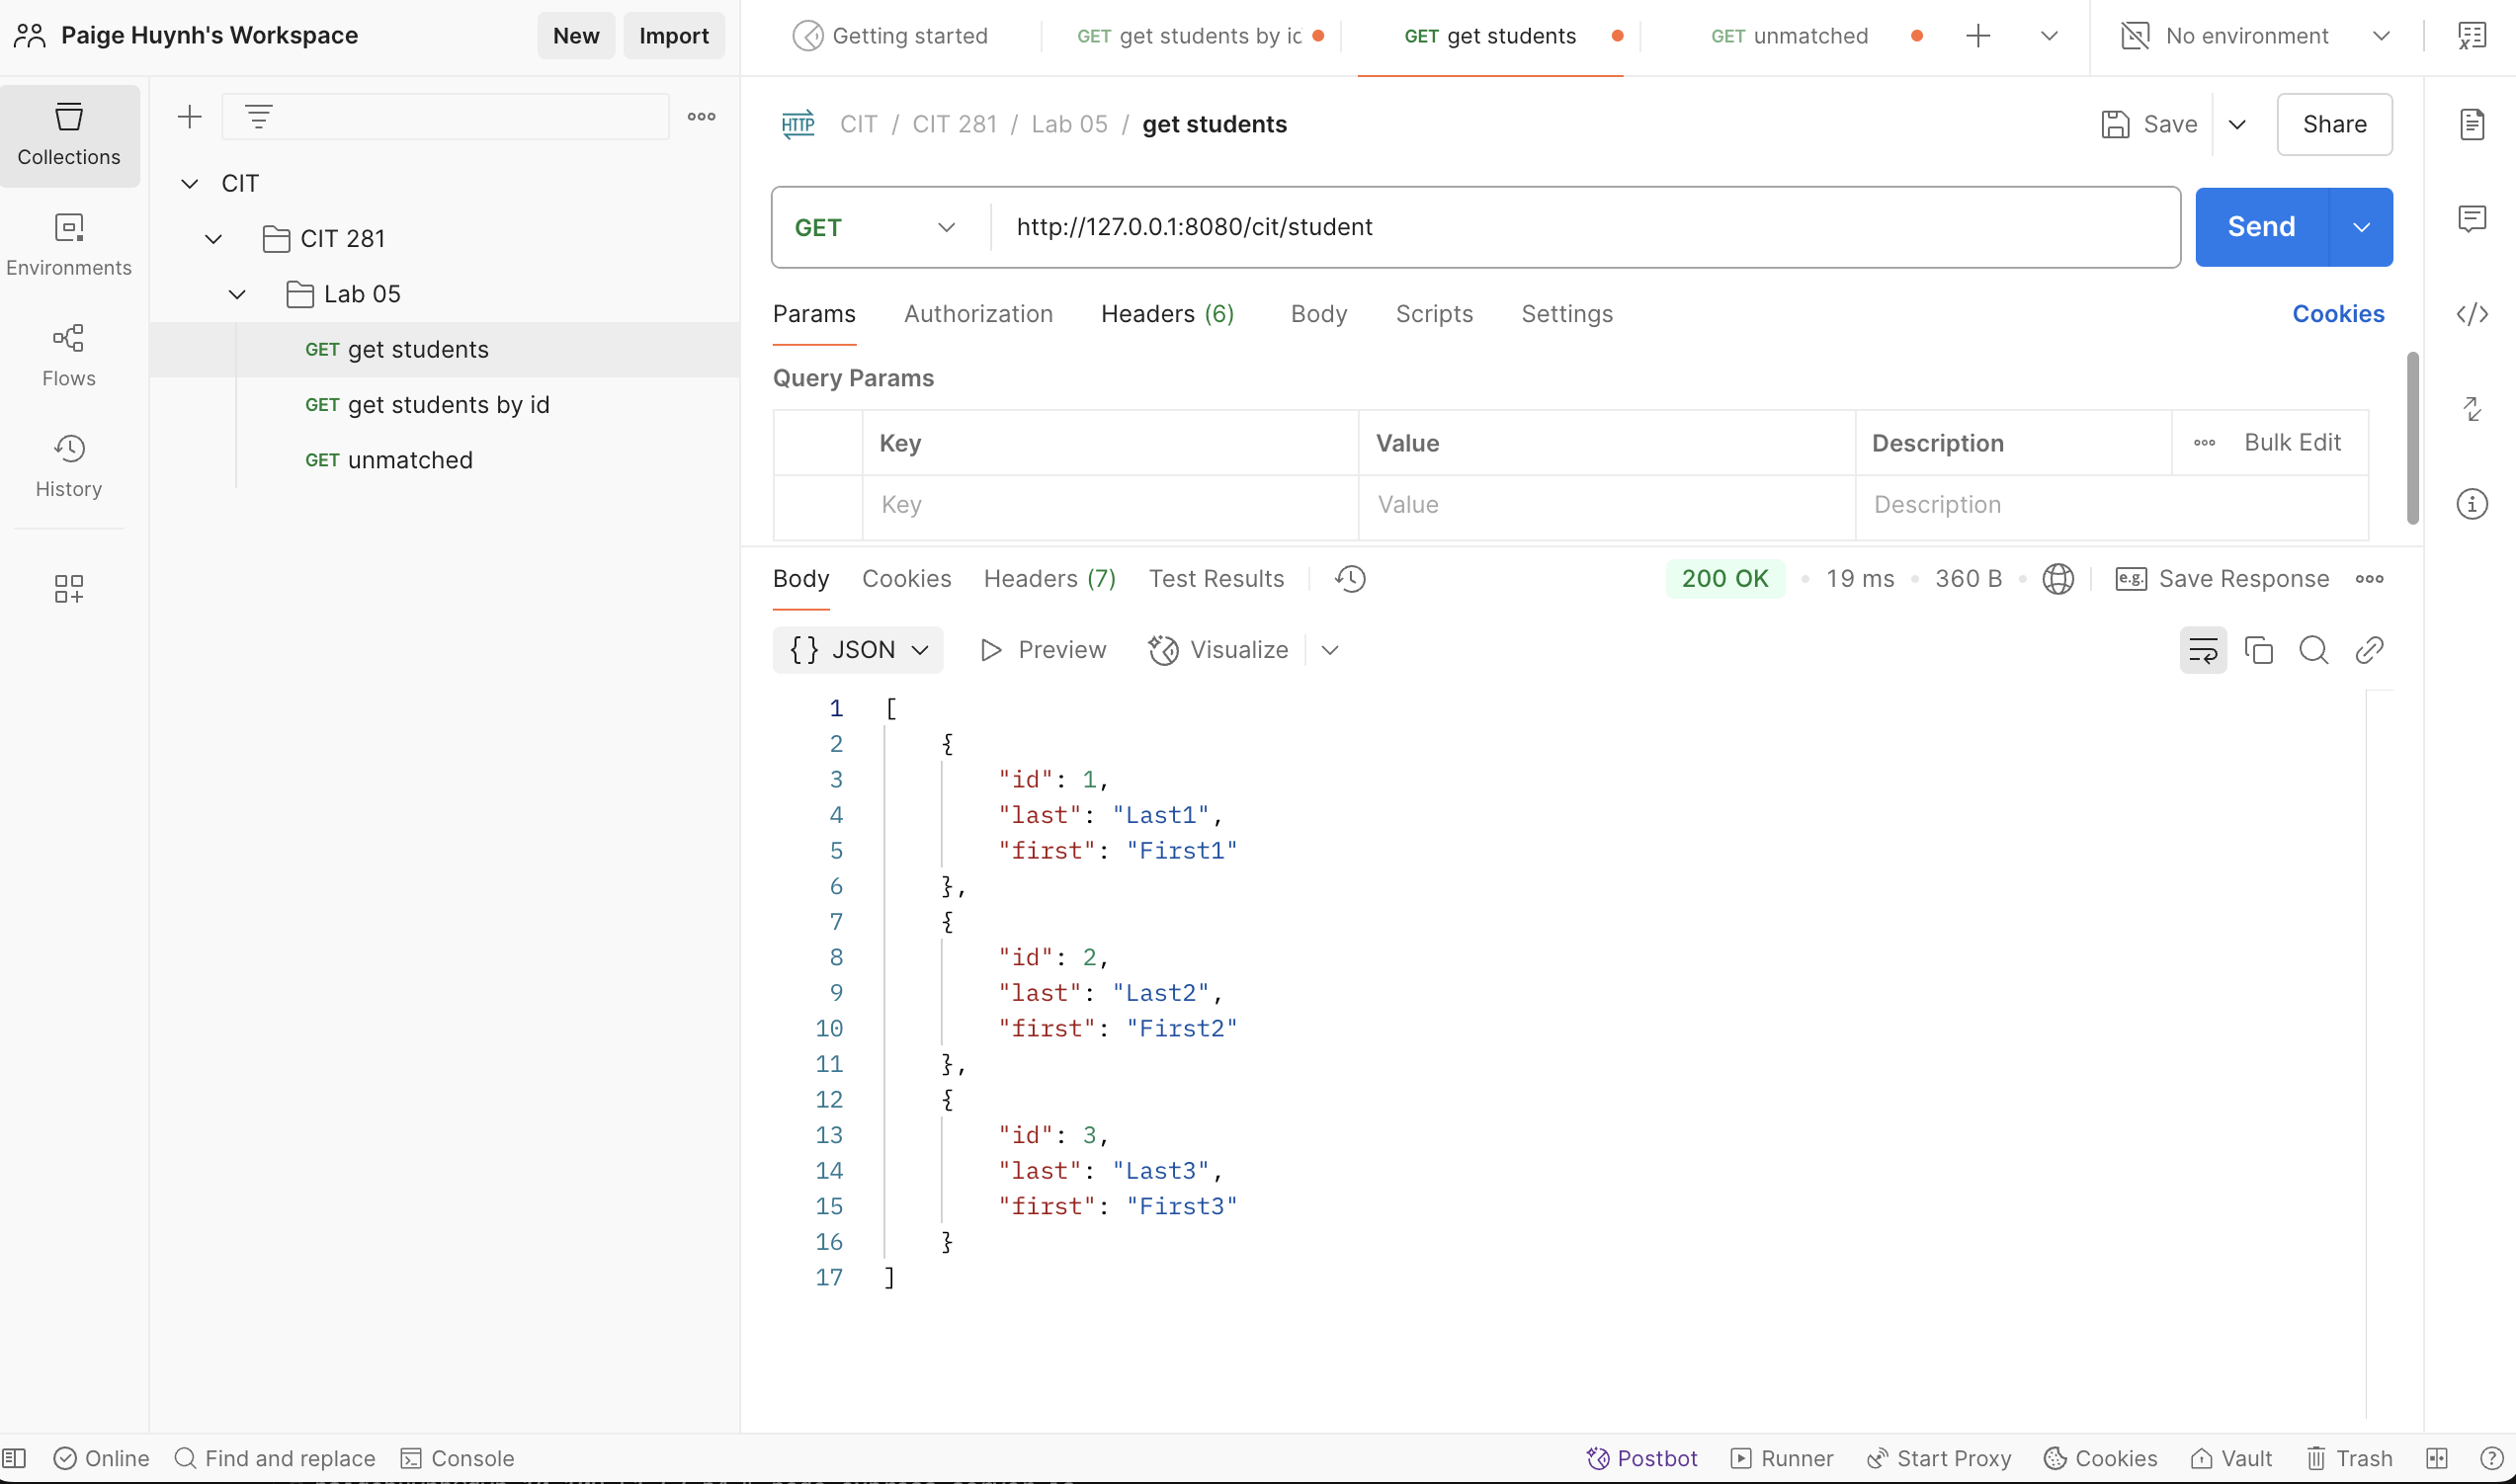 Paige Huynh's Workspace New Import
Getting started GET get students by ic GET get students GET unmatched No environment
Collections
Environments
Flows
History
CIT
CIT 281
Lab 05
GET get students
GET get students by id
GET unmatched
HTTP CIT / CIT 281 / Lab 05 / get students Save Share
GET http://127.0.0.1:8080/cit/student Send
Params Authorization Headers (6) Body Scripts Settings Cookies
Query Params
Key Value Description Bulk Edit
Key Value Description
Body Cookies Headers (7) Test Results 200 OK • 19 ms • 360 B • e.g. Save Response
{} JSON Preview Visualize
1 [
2 {
3 "id": 1,
4 "last": "Last1",
5 "first": "First1"
6 },
7 {
8 "id": 2,
9 "last": "Last2",
10 "first": "First2"
11 },
12 {
13 "id": 3,
14 "last": "Last3",
15 "first": "First3"
16 }
17 ]
Online Find and replace Console Postbot Runner Start Proxy Cookies Vault Trash